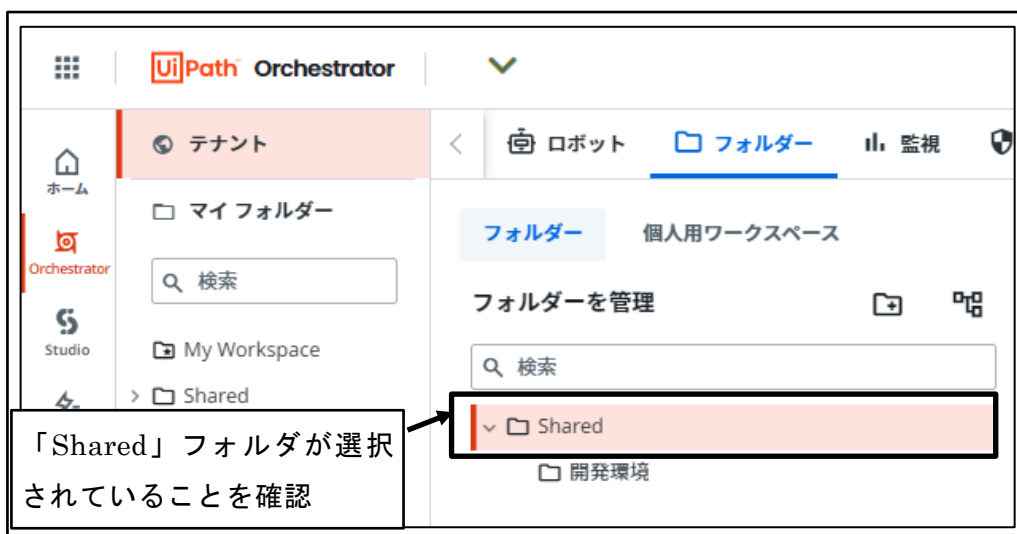 UiPath Orchestrator
テナント
ロボット
フォルダー
監視
ホーム
マイ フォルダー
フォルダー
個人用ワークスペース
Orchestrator
検索
フォルダーを管理
Studio
My Workspace
検索
Shared
Shared
「Shared」フォルダが選択
されていることを確認
開発環境